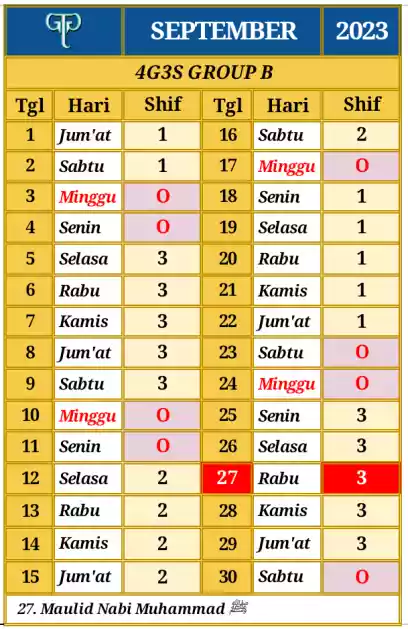 SEPTEMBER 2023
4G3S GROUP B
Tgl Hari Shif Tgl Hari Shif
1 Jum'at 1 16 Sabtu 2
2 Sabtu 1 17 Minggu O
3 Minggu O 18 Senin 1
4 Senin O 19 Selasa 1
5 Selasa 3 20 Rabu 1
6 Rabu 3 21 Kamis 1
7 Kamis 3 22 Jum'at 1
8 Jum'at 3 23 Sabtu O
9 Sabtu 3 24 Minggu O
10 Minggu O 25 Senin 3
11 Senin O 26 Selasa 3
12 Selasa 2 27 Rabu 3
13 Rabu 2 28 Kamis 3
14 Kamis 2 29 Jum'at 3
15 Jum'at 2 30 Sabtu O
27. Maulid Nabi Muhammad ﷺ